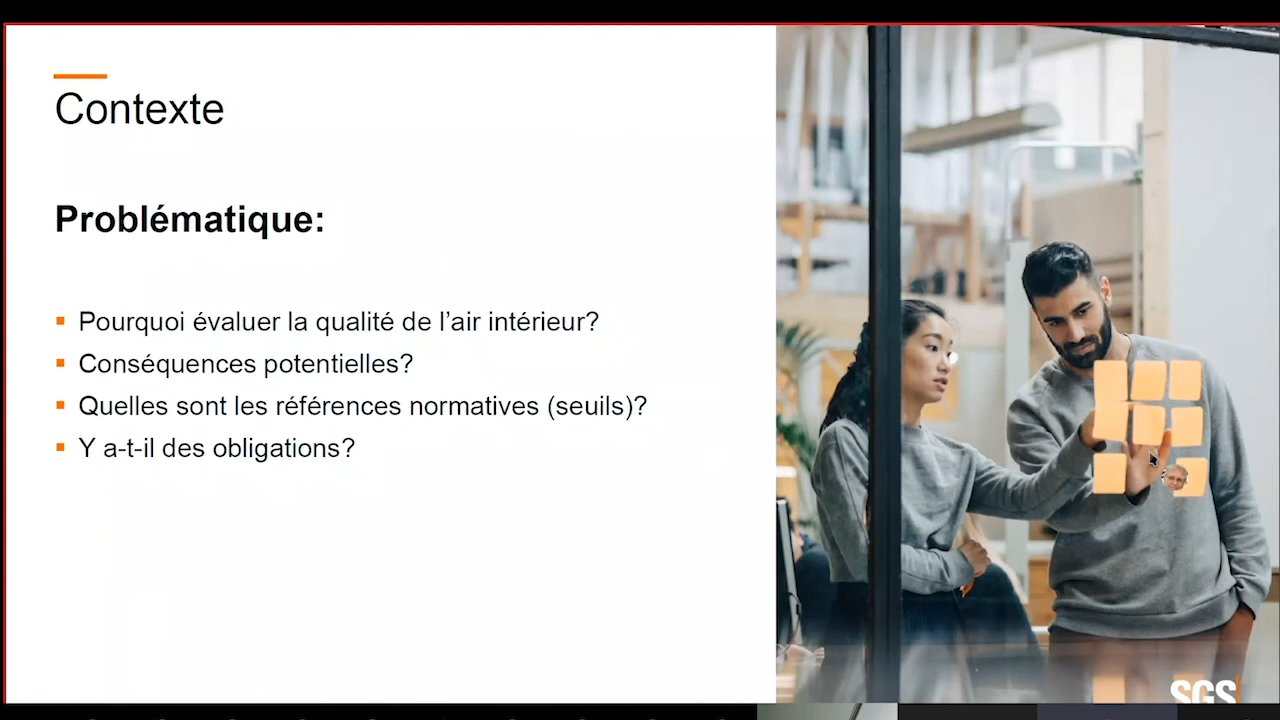 Contexte
Problématique:
Pourquoi évaluer la qualité de l’air intérieur?
Conséquences potentielles?
Quelles sont les références normatives (seuils)?
Y a-t-il des obligations?
SGS